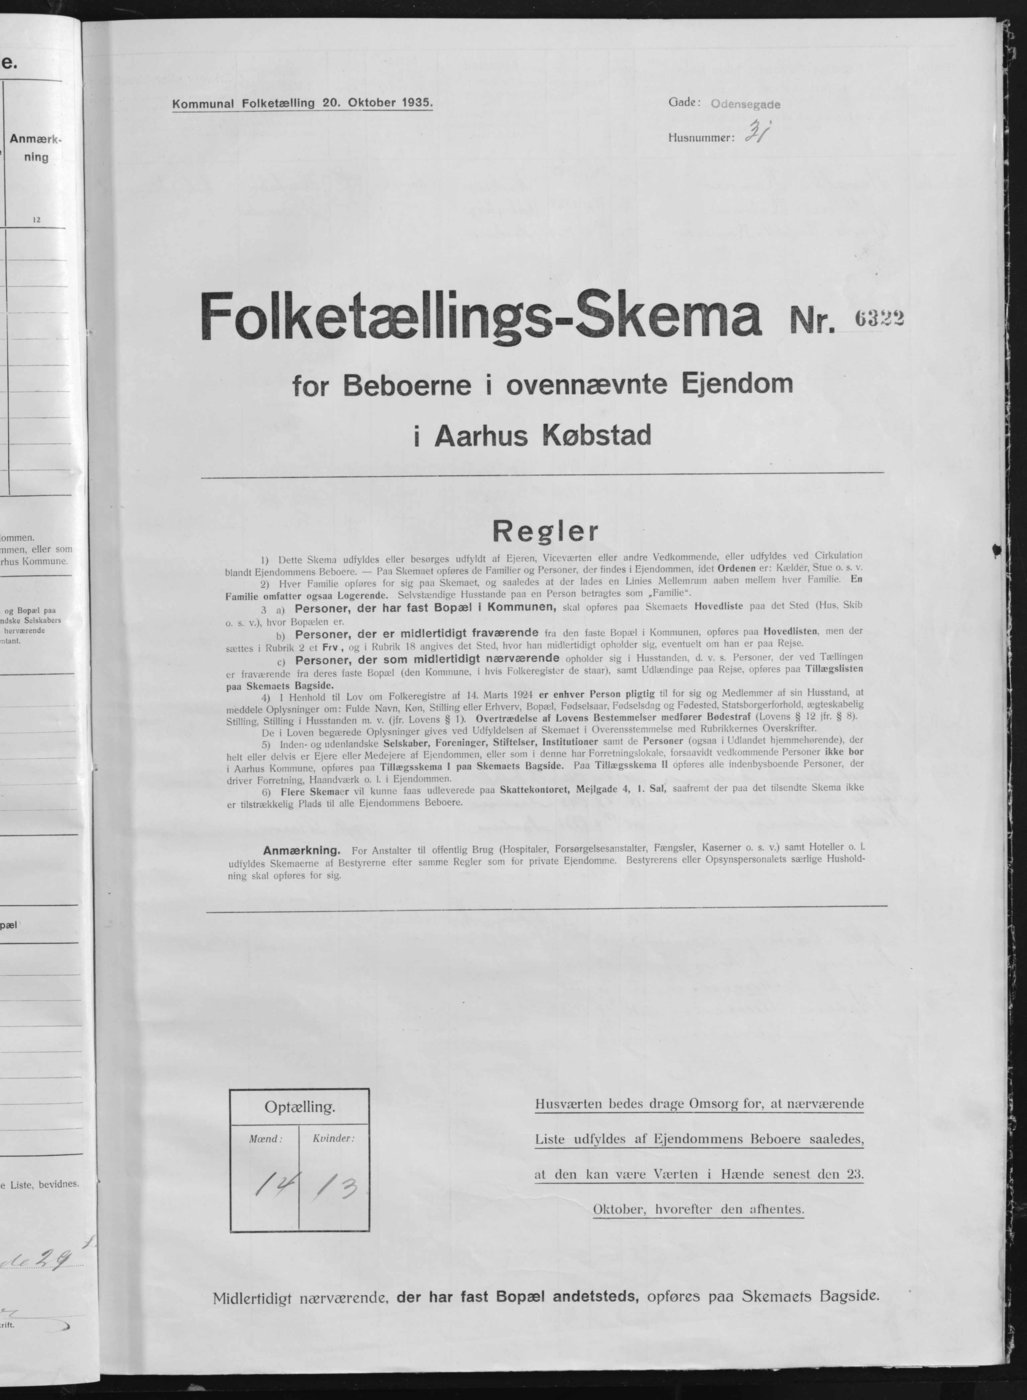 e.
Anmærk-
ning
12
ommen.
mmen, eller som
rhus Kommune.
og Bopæl paa
ndske Selskabers
herværende
ntant.
pæl
e Liste, bevidnes.
29
rift.
Kommunal Folketælling 20. Oktober 1935.
Gade: Odensegade
Husnummer: 31
Folketællings-Skema Nr. 6322
for Beboerne i ovennævnte Ejendom
i Aarhus Købstad
Regler
1) Dette Skema udfyldes eller besørges udfyldt af Ejeren, Viceværten eller andre Vedkommende, eller udfyldes ved Cirkulation
blandt Ejendommens Beboere. — Paa Skemaet opføres de Familier og Personer, der findes i Ejendommen, idet Ordenen er: Kælder, Stue o. s. v.
2) Hver Familie opføres for sig paa Skemaet, og saaledes at der lades en Linies Mellemrum aaben mellem hver Familie. En
Familie omfatter ogsaa Logerende. Selvstændige Husstande paa en Person betragtes som „Familie“.
3 a) Personer, der har fast Bopæl i Kommunen, skal opføres paa Skemaets Hovedliste paa det Sted (Hus, Skib
o. s. v.), hvor Bopælen er.
b) Personer, der er midlertidigt fraværende fra den faste Bopæl i Kommunen, opføres paa Hovedlisten, men der
sættes i Rubrik 2 et Frv., og i Rubrik 18 angives det Sted, hvor han midlertidigt opholder sig, eventuelt om han er paa Rejse.
c) Personer, der som midlertidigt nærværende opholder sig i Husstanden, d. v. s. Personer, der ved Tællingen
er fraværende fra deres faste Bopæl (den Kommune, i hvis Folkeregister de staar), samt Udlændinge paa Rejse, opføres paa Tillægslisten
paa Skemaets Bagside.
4) I Henhold til Lov om Folkeregistre af 14. Marts 1924 er enhver Person pligtig til for sig og Medlemmer af sin Husstand, at
meddele Oplysninger om: Fulde Navn, Køn, Stilling eller Erhverv, Bopæl, Fødselsaar, Fødselsdag og Fødested, Statsborgerforhold, ægteskabelig
Stilling, Stilling i Husstanden m. v. (jfr. Lovens § 1). Overtrædelse af Lovens Bestemmelser medfører Bødestraf (Lovens § 12 jfr. § 8).
De i Loven begærede Oplysninger gives ved Udfyldelsen af Skemaet i Overensstemmelse med Rubrikkernes Overskrifter.
5) Inden- og udenlandske Selskaber, Foreninger, Stiftelser, Institutioner samt de Personer (ogsaa i Udlandet hjemmehørende), der
helt eller delvis er Ejere eller Medejere af Ejendommen, eller som i denne har Forretningslokale, forsaavidt vedkommende Personer ikke bor
i Aarhus Kommune, opføres paa Tillægsskema I paa Skemaets Bagside. Paa Tillægsskema II opføres alle indenbysboende Personer, der
driver Forretning, Haandværk o. l. i Ejendommen.
6) Flere Skemaer vil kunne faas udleverede paa Skattekontoret, Mejlgade 4, 1. Sal, saafremt der paa det tilsendte Skema ikke
er tilstrækkelig Plads til alle Ejendommens Beboere.
Anmærkning. For Anstalter til offentlig Brug (Hospitaler, Forsørgelsesanstalter, Fængsler, Kaserner o. s. v.) samt Hoteller o. l.
udfyldes Skemaerne af Bestyrerne efter samme Regler som for private Ejendomme. Bestyrerens eller Opsynspersonalets særlige Hushold-
ning skal opføres for sig.
Optælling.
Mænd: Kvinder:
14 13
Husværten bedes drage Omsorg for, at nærværende
Liste udfyldes af Ejendommens Beboere saaledes,
at den kan være Værten i Hænde senest den 23.
Oktober, hvorefter den afhentes.
Midlertidigt nærværende, der har fast Bopæl andetsteds, opføres paa Skemaets Bagside.